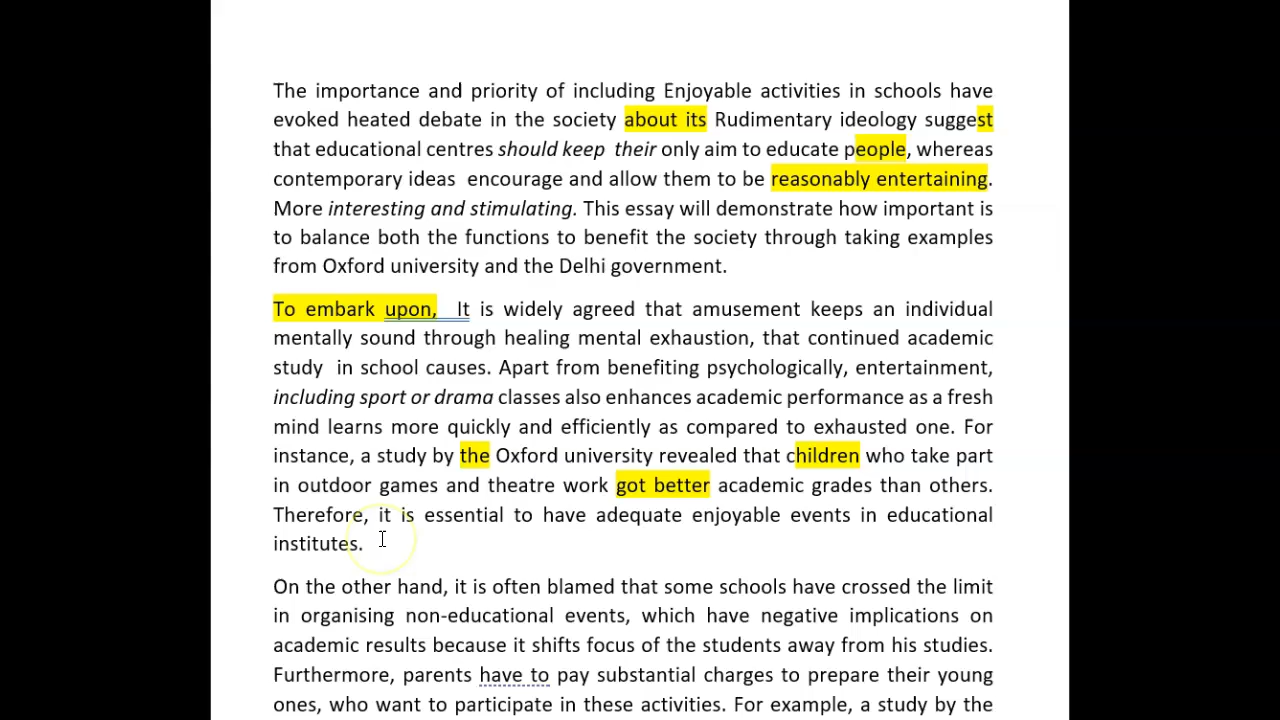 The importance and priority of including Enjoyable activities in schools have
evoked heated debate in the society about its Rudimentary ideology suggest
that educational centres should keep their only aim to educate people, whereas
contemporary ideas encourage and allow them to be reasonably entertaining.
More interesting and stimulating. This essay will demonstrate how important is
to balance both the functions to benefit the society through taking examples
from Oxford university and the Delhi government.
To embark upon, It is widely agreed that amusement keeps an individual
mentally sound through healing mental exhaustion, that continued academic
study in school causes. Apart from benefiting psychologically, entertainment,
including sport or drama classes also enhances academic performance as a fresh
mind learns more quickly and efficiently as compared to exhausted one. For
instance, a study by the Oxford university revealed that children who take part
in outdoor games and theatre work got better academic grades than others.
Therefore, it is essential to have adequate enjoyable events in educational
institutes.
On the other hand, it is often blamed that some schools have crossed the limit
in organising non-educational events, which have negative implications on
academic results because it shifts focus of the students away from his studies.
Furthermore, parents have to pay substantial charges to prepare their young
ones, who want to participate in these activities. For example, a study by the